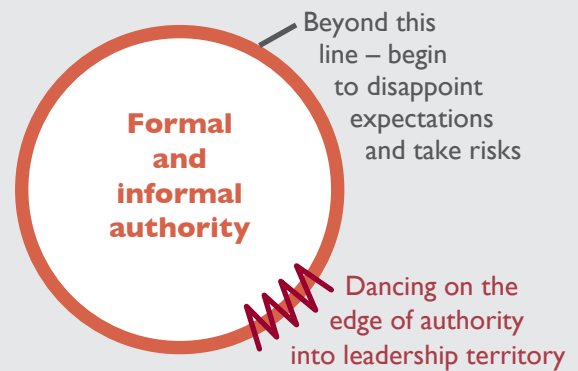 Beyond this
line – begin
to disappoint
expectations
and take risks
Formal
and
informal
authority
Dancing on the
edge of authority
into leadership territory